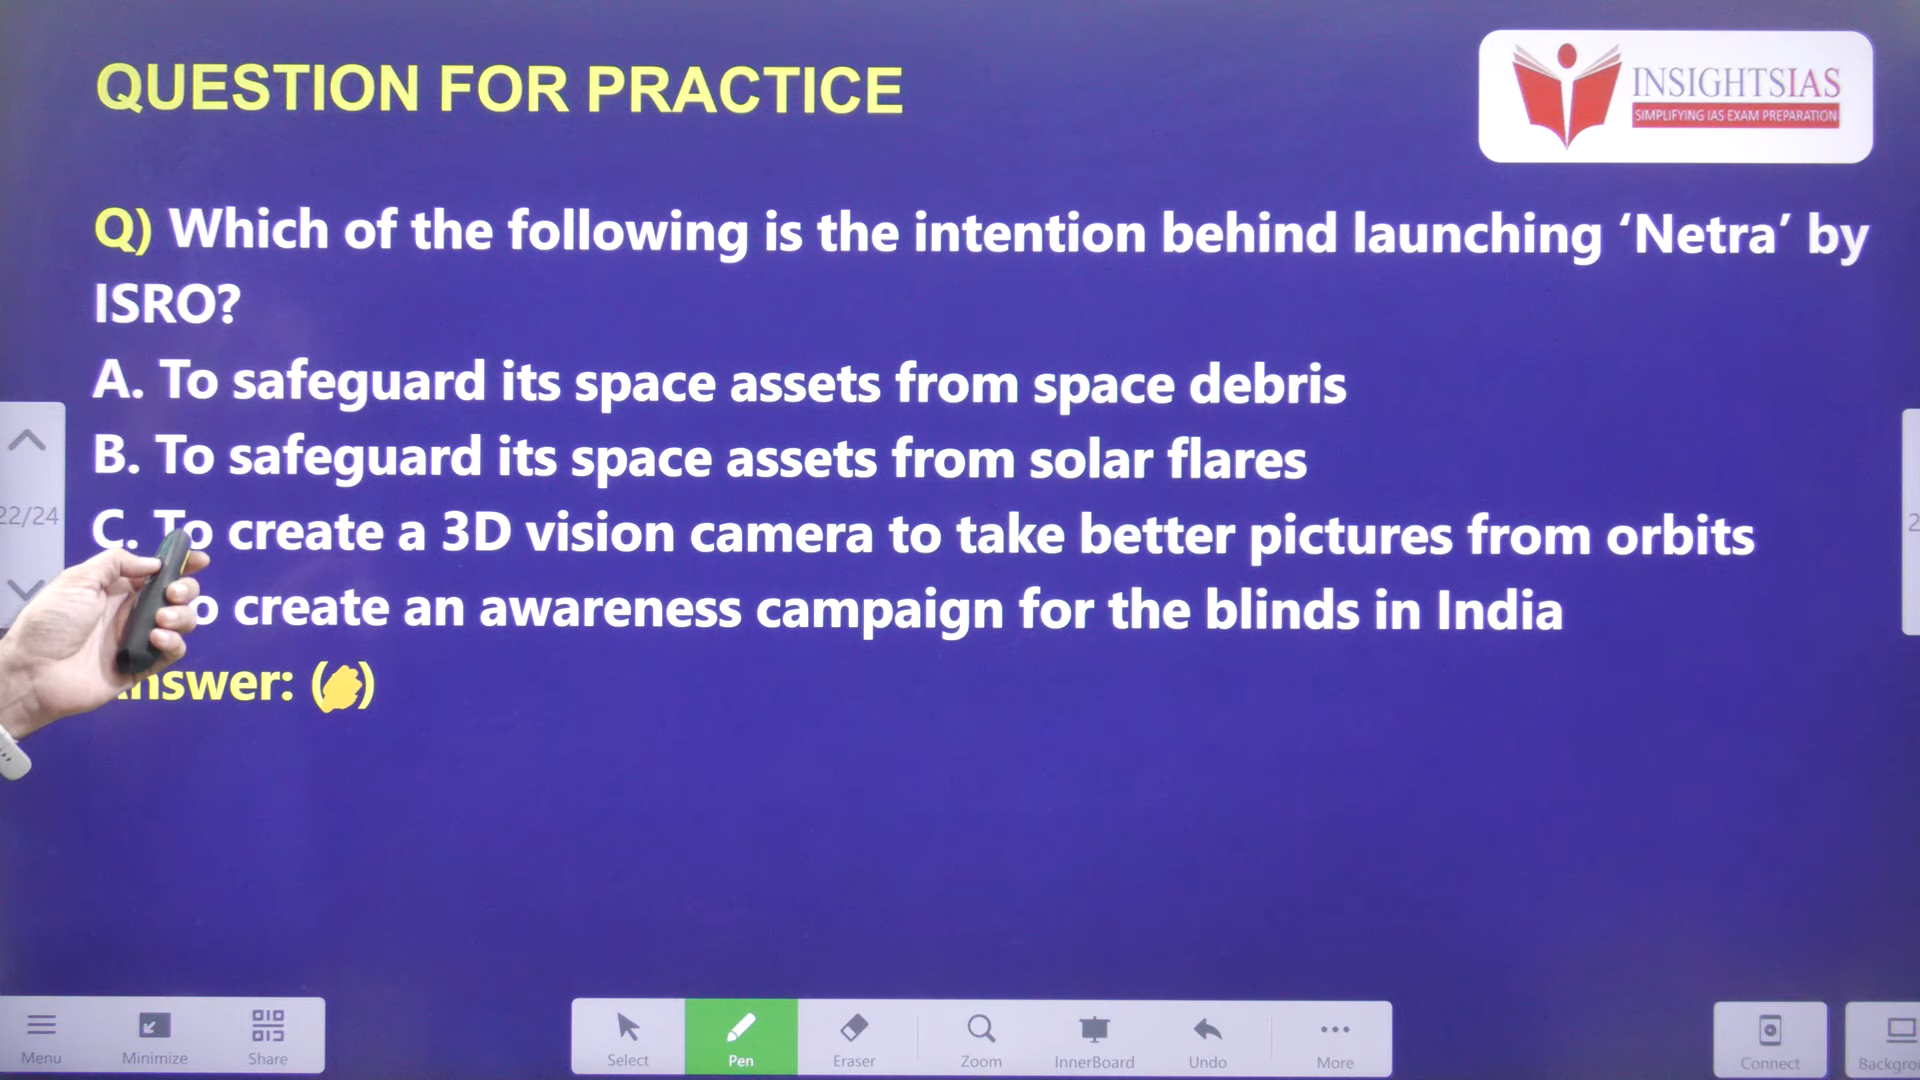 QUESTION FOR PRACTICE
INSIGHTSIAS
SIMPLIFYING IAS EXAM PREPARATION
Q) Which of the following is the intention behind launching ‘Netra’ by
ISRO?
A. To safeguard its space assets from space debris
B. To safeguard its space assets from solar flares
22/24
C. To create a 3D vision camera to take better pictures from orbits
create an awareness campaign for the blinds in India
( )
Menu
Minimize
Share
Select
Pen
Eraser
Zoom
InnerBoard
Undo
More
Connect